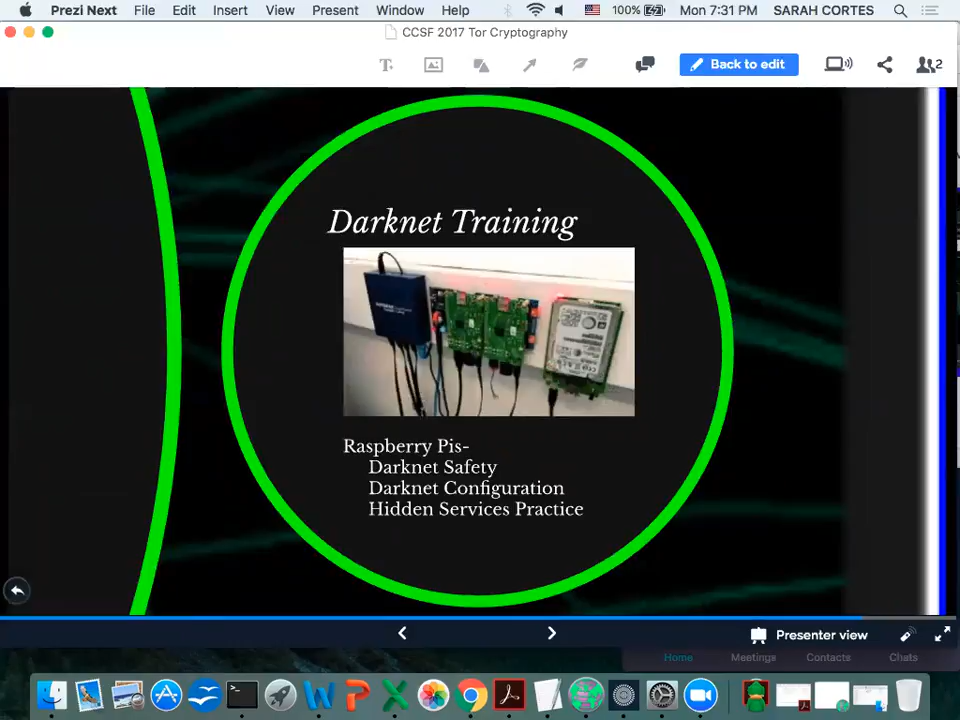 Prezi Next File Edit Insert View Present Window Help 100% Mon 7:31 PM SARAH CORTES
CCSF 2017 Tor Cryptography
Back to edit
2
Darknet Training
Raspberry Pis-
Darknet Safety
Darknet Configuration
Hidden Services Practice
Presenter view
Home Meetings Contacts Chats